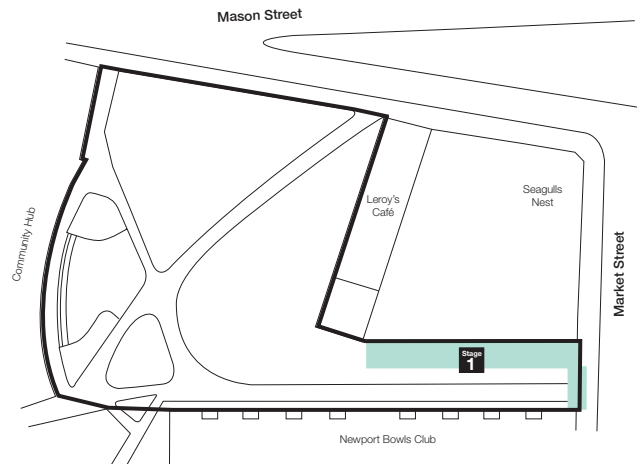 Mason Street
Leroy's
Café
Seagulls
Nest
Community Hub
Market Street
Stage
1
Newport Bowls Club